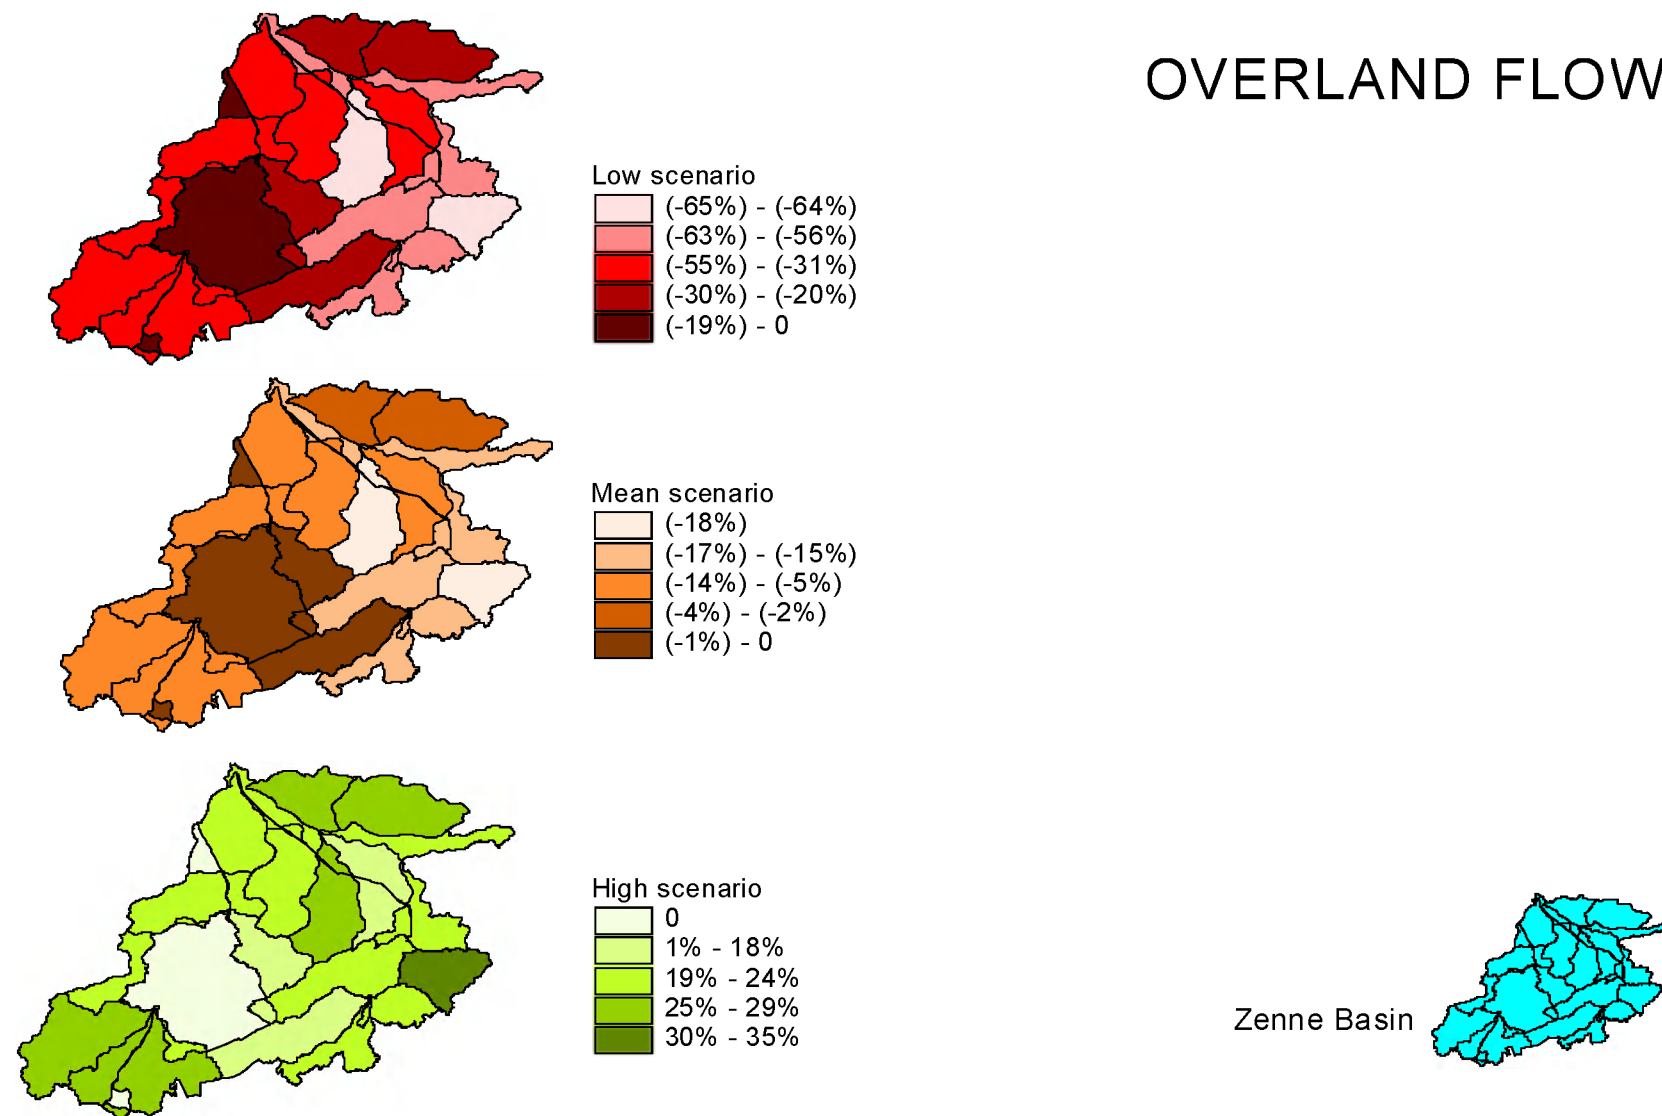 OVERLAND FLOW
Low scenario
(-65%) - (-64%)
(-63%) - (-56%)
(-55%) - (-31%)
(-30%) - (-20%)
(-19%) - 0
Mean scenario
(-18%)
(-17%) - (-15%)
(-14%) - (-5%)
(-4%) - (-2%)
(-1%) - 0
High scenario
0
1% - 18%
19% - 24%
25% - 29%
30% - 35%
Zenne Basin